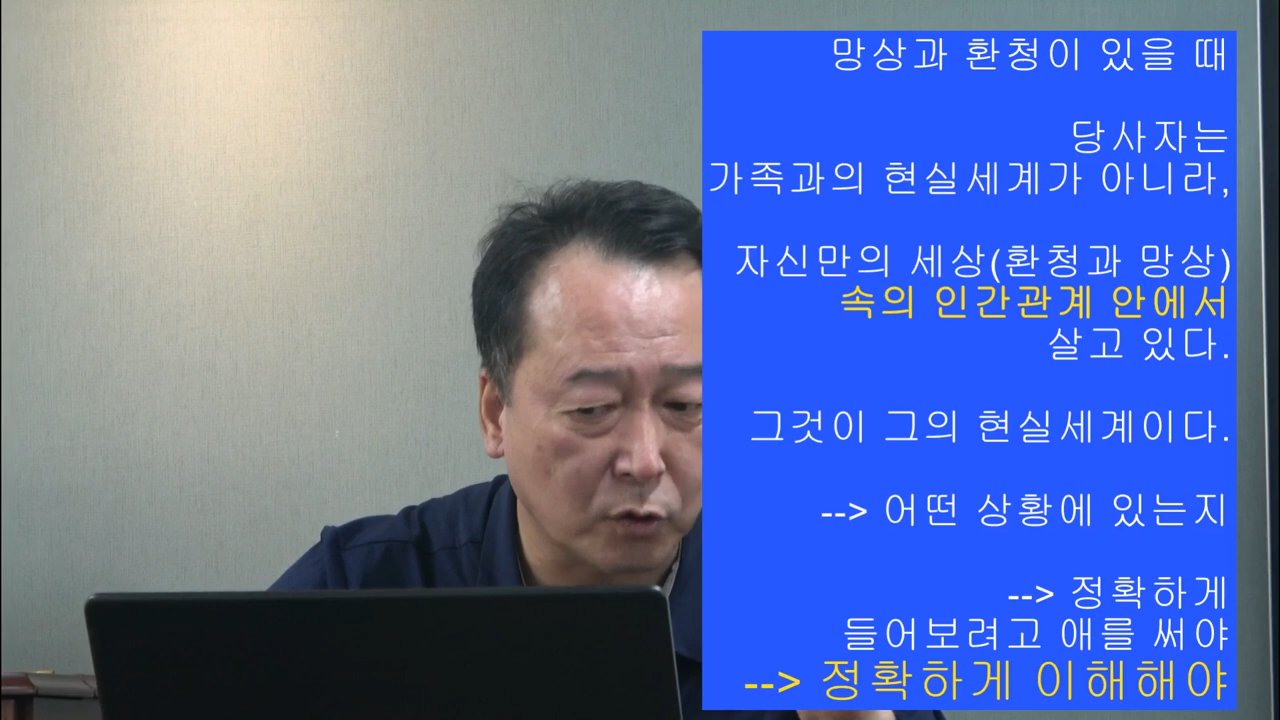 망상과 환청이 있을 때
당사자는
가족과의 현실세계가 아니라,
자신만의 세상(환청과 망상)
속의 인간관계 안에서
살고 있다.
그것이 그의 현실세계이다.
--> 어떤 상황에 있는지
--> 정확하게
들어보려고 애를 써야
--> 정확하게 이해해야